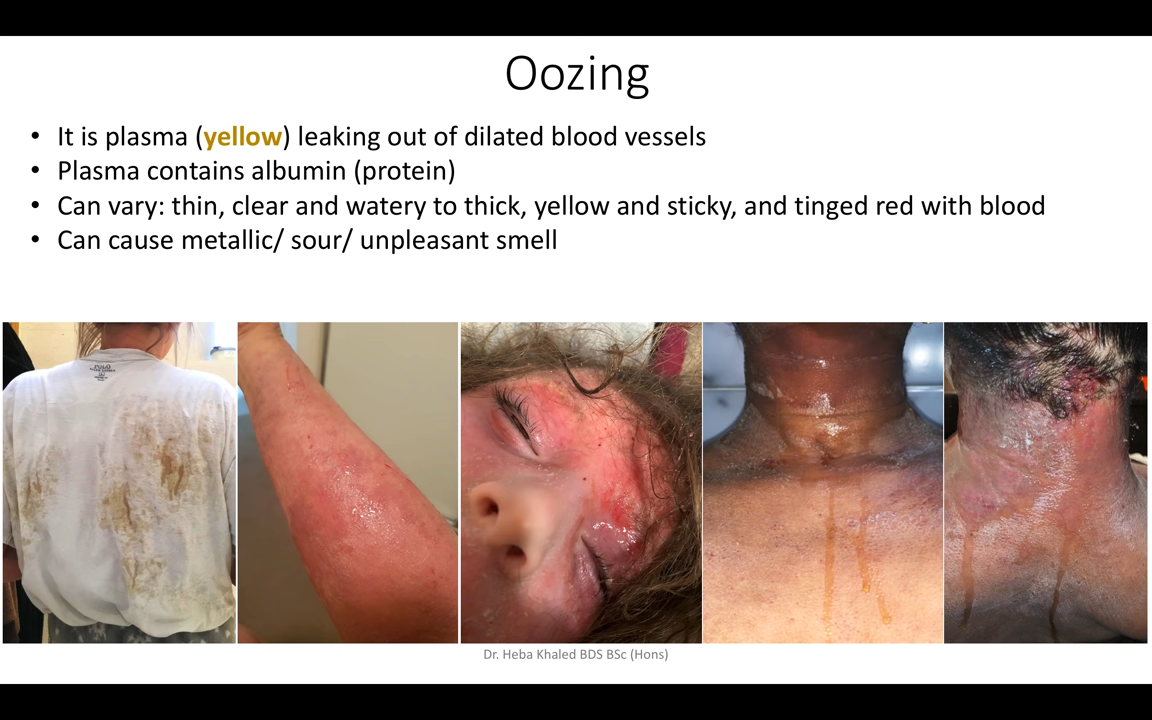 Oozing
• It is plasma (yellow) leaking out of dilated blood vessels
• Plasma contains albumin (protein)
• Can vary: thin, clear and watery to thick, yellow and sticky, and tinged red with blood
• Can cause metallic/ sour/ unpleasant smell
POLO
Dr. Heba Khaled BDS BSc (Hons)